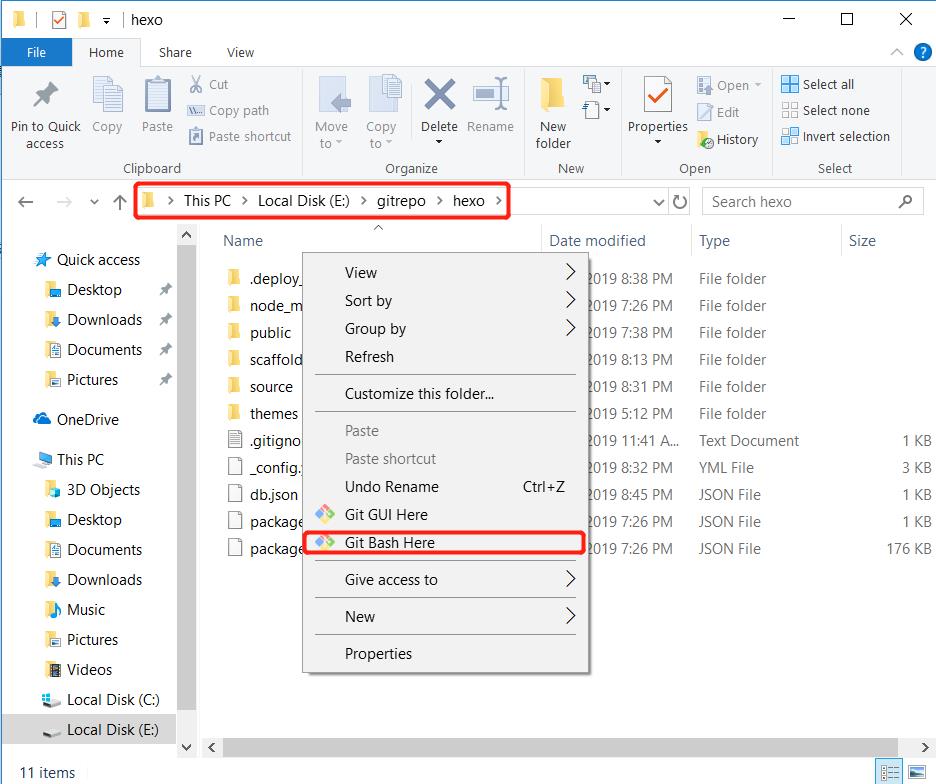 hexo
File Home Share View
Pin to Quick access
Copy
Paste
Cut
Copy path
Paste shortcut
Clipboard
Move to
Copy to
Delete
Rename
Organize
New folder
New
Properties
Open
Edit
History
Open
Select all
Select none
Invert selection
Select
This PC Local Disk (E:) gitrepo hexo
Search hexo
Name Date modified Type Size
Quick access
Desktop
Downloads
Documents
Pictures
OneDrive
This PC
3D Objects
Desktop
Documents
Downloads
Music
Pictures
Videos
Local Disk (C:)
Local Disk (E:)
.deploy_ 2019 8:38 PM File folder
node_m 2019 7:26 PM File folder
public 2019 7:38 PM File folder
scaffold 2019 8:13 PM File folder
source 2019 8:31 PM File folder
themes 2019 5:12 PM File folder
.gitigno 2019 11:41 A... Text Document 1 KB
_config. 2019 8:32 PM YML File 3 KB
db.json 2019 8:45 PM JSON File 1 KB
package 2019 7:26 PM JSON File 1 KB
package 2019 7:26 PM JSON File 176 KB
View
Sort by
Group by
Refresh
Customize this folder...
Paste
Paste shortcut
Undo Rename Ctrl+Z
Git GUI Here
Git Bash Here
Give access to
New
Properties
11 items